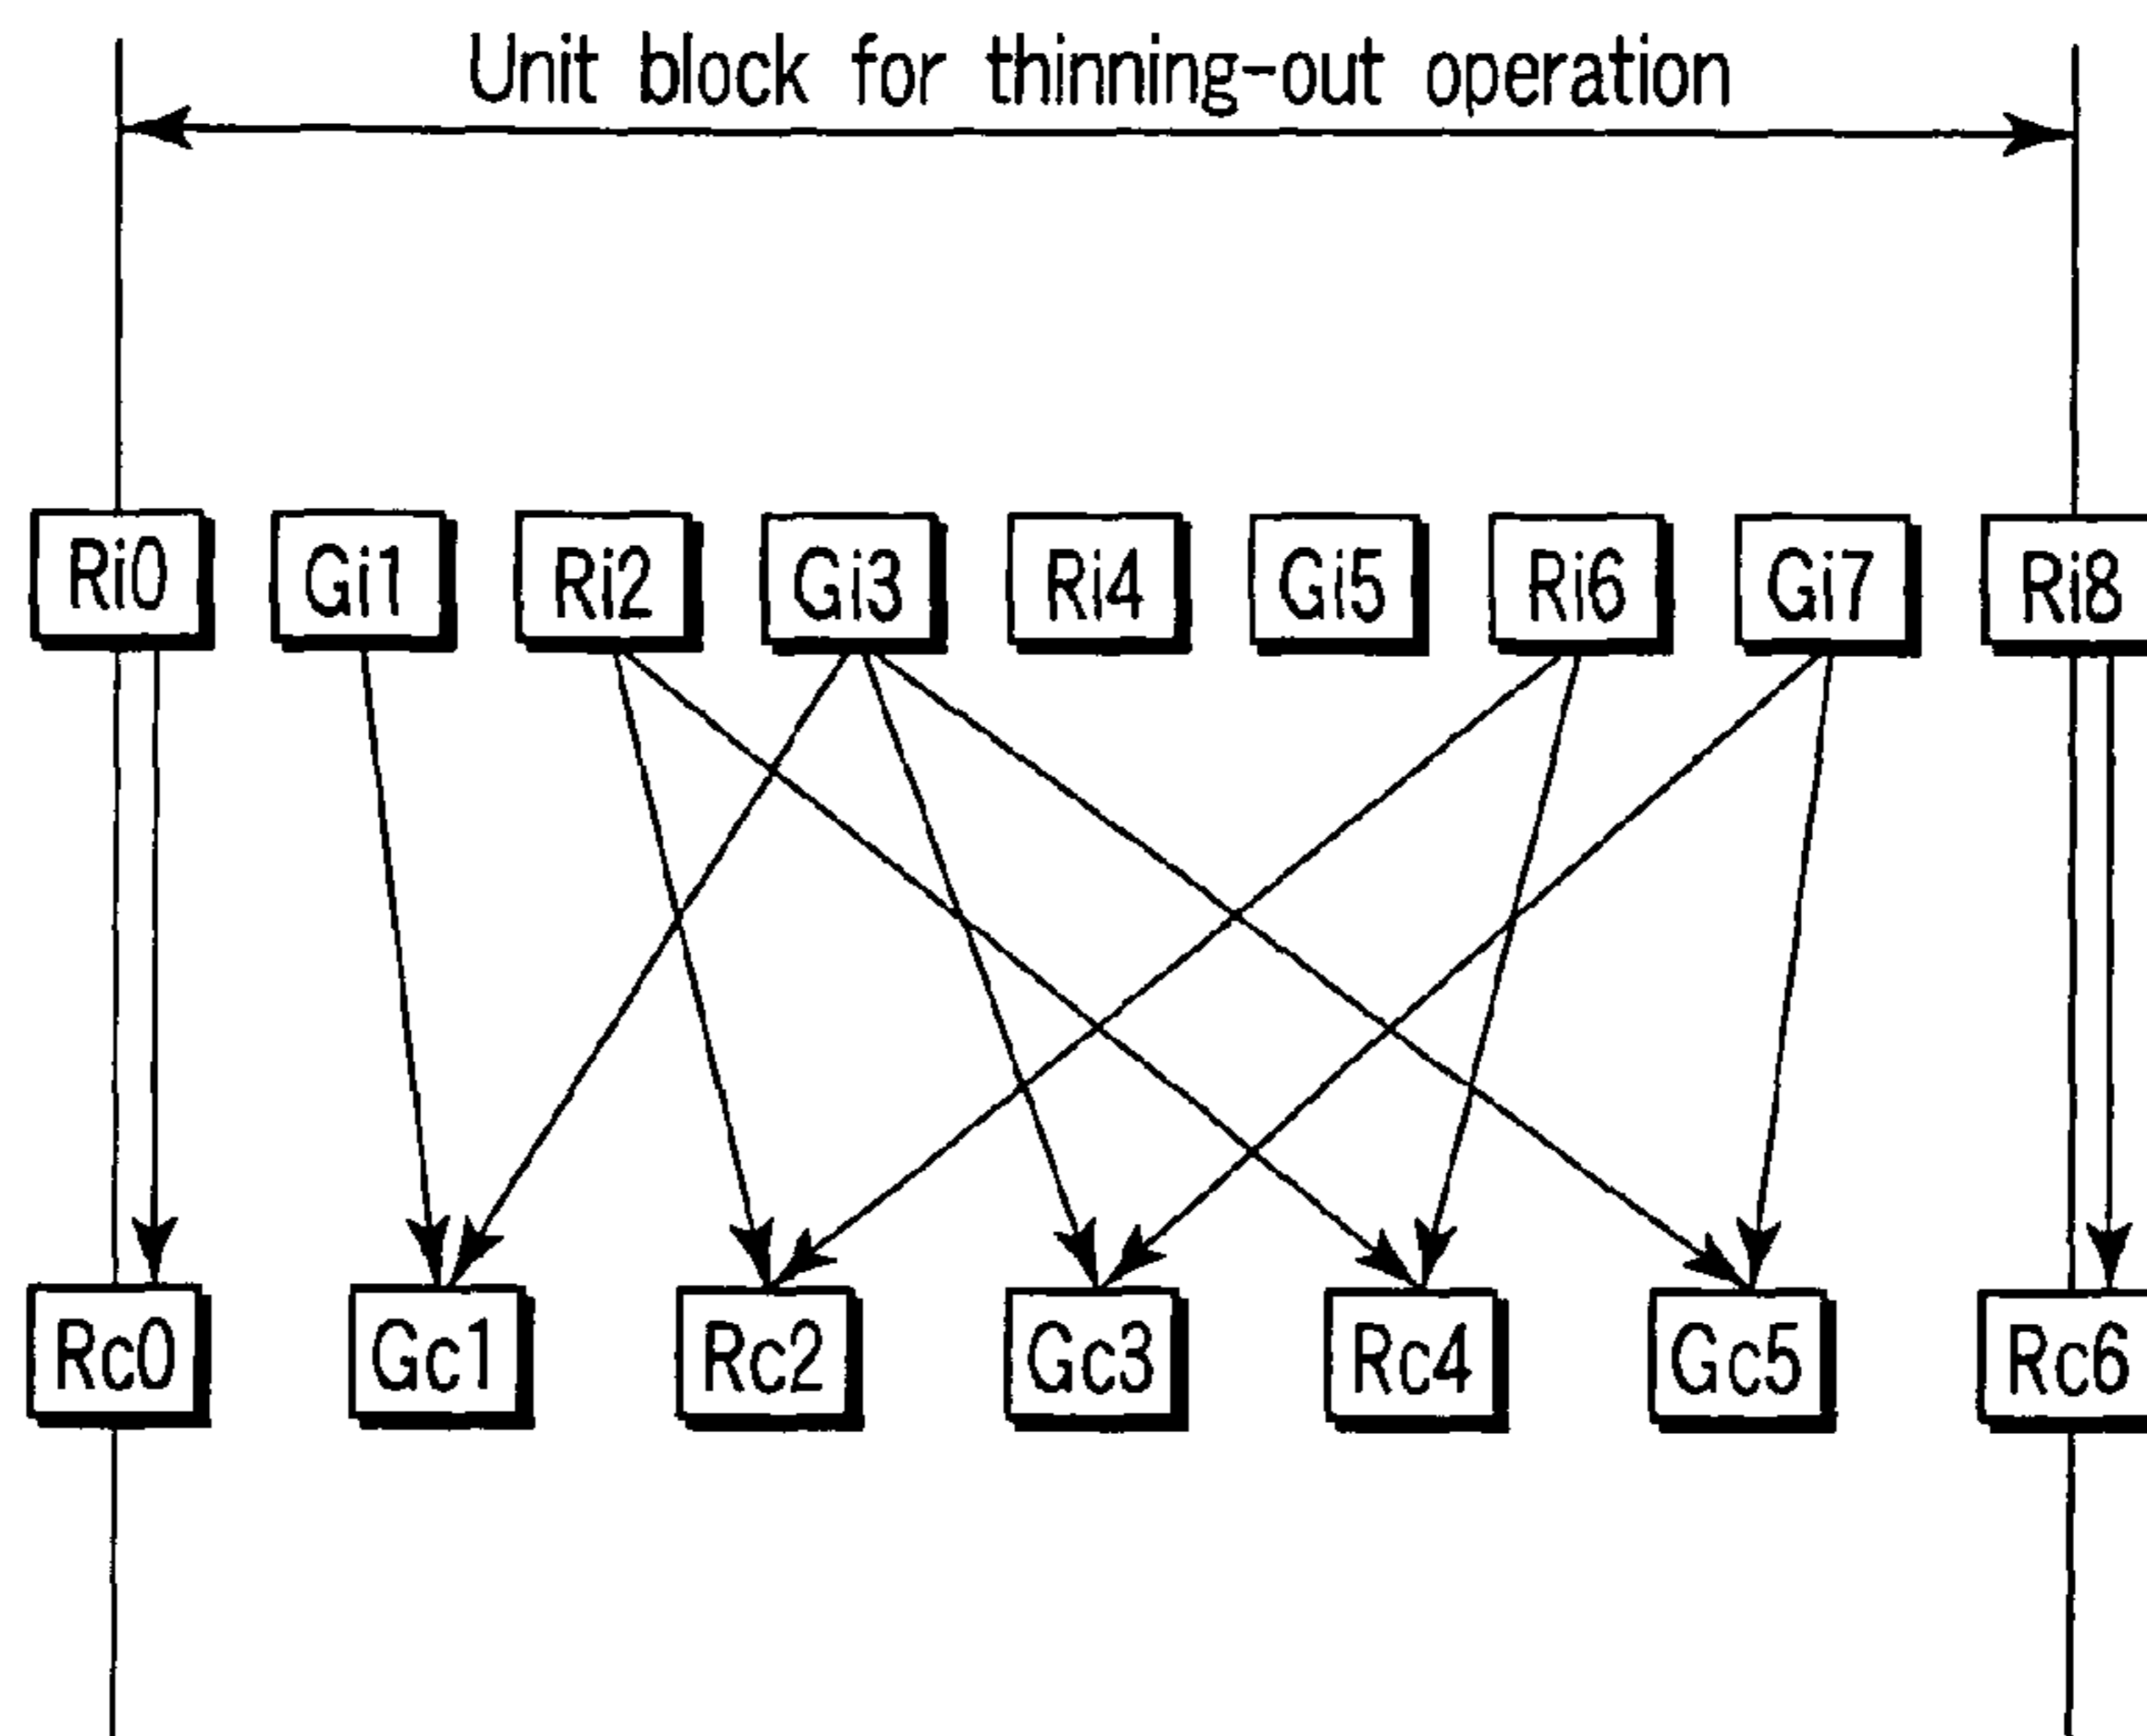 Unit block for thinning-out operation
Ri0 Gi1 Ri2 Gi3 Ri4 Gi5 Ri6 Gi7 Ri8
Rc0 Gc1 Rc2 Gc3 Rc4 Gc5 Rc6